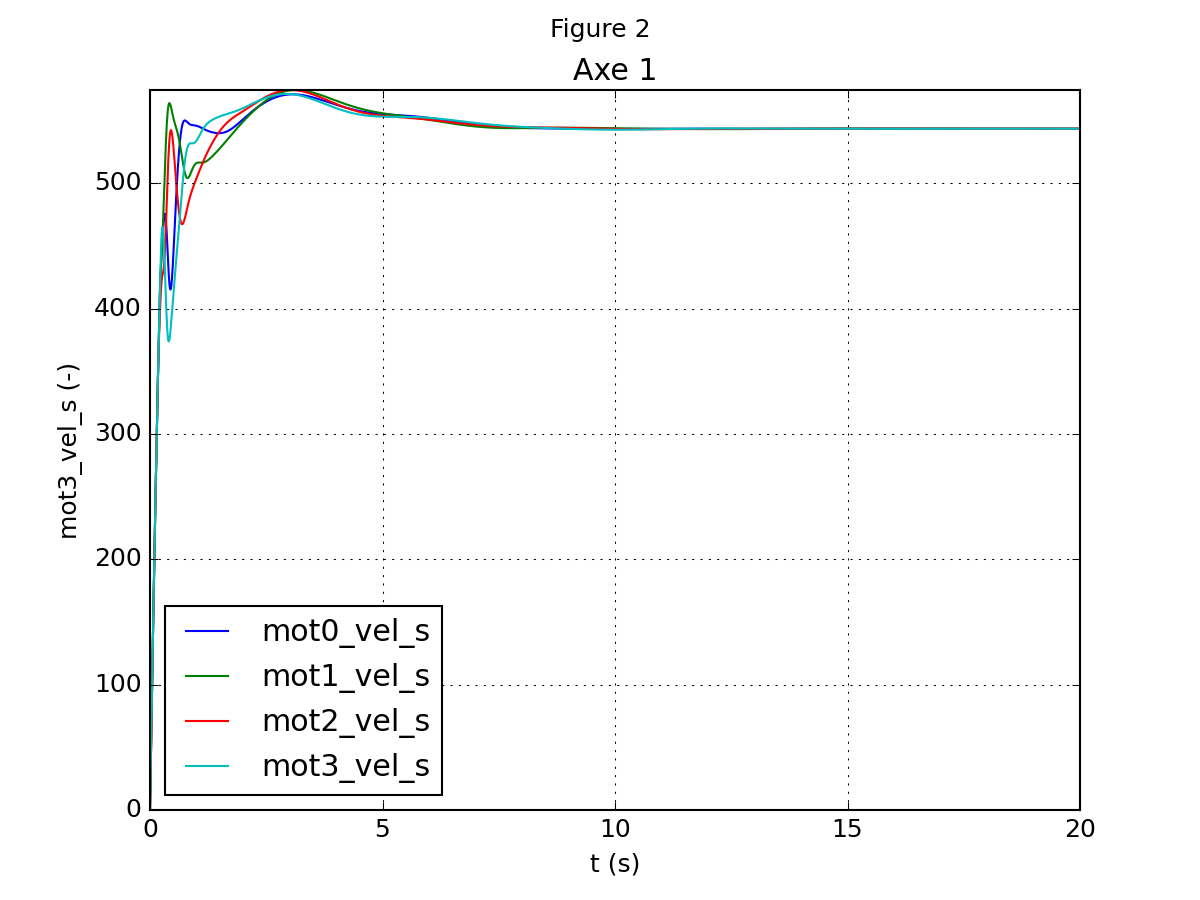 Figure 2
Axe 1
mot3_vel_s (-)
500
400
300
200
100
0
mot0_vel_s
mot1_vel_s
mot2_vel_s
mot3_vel_s
0 5 10 15 20
t (s)